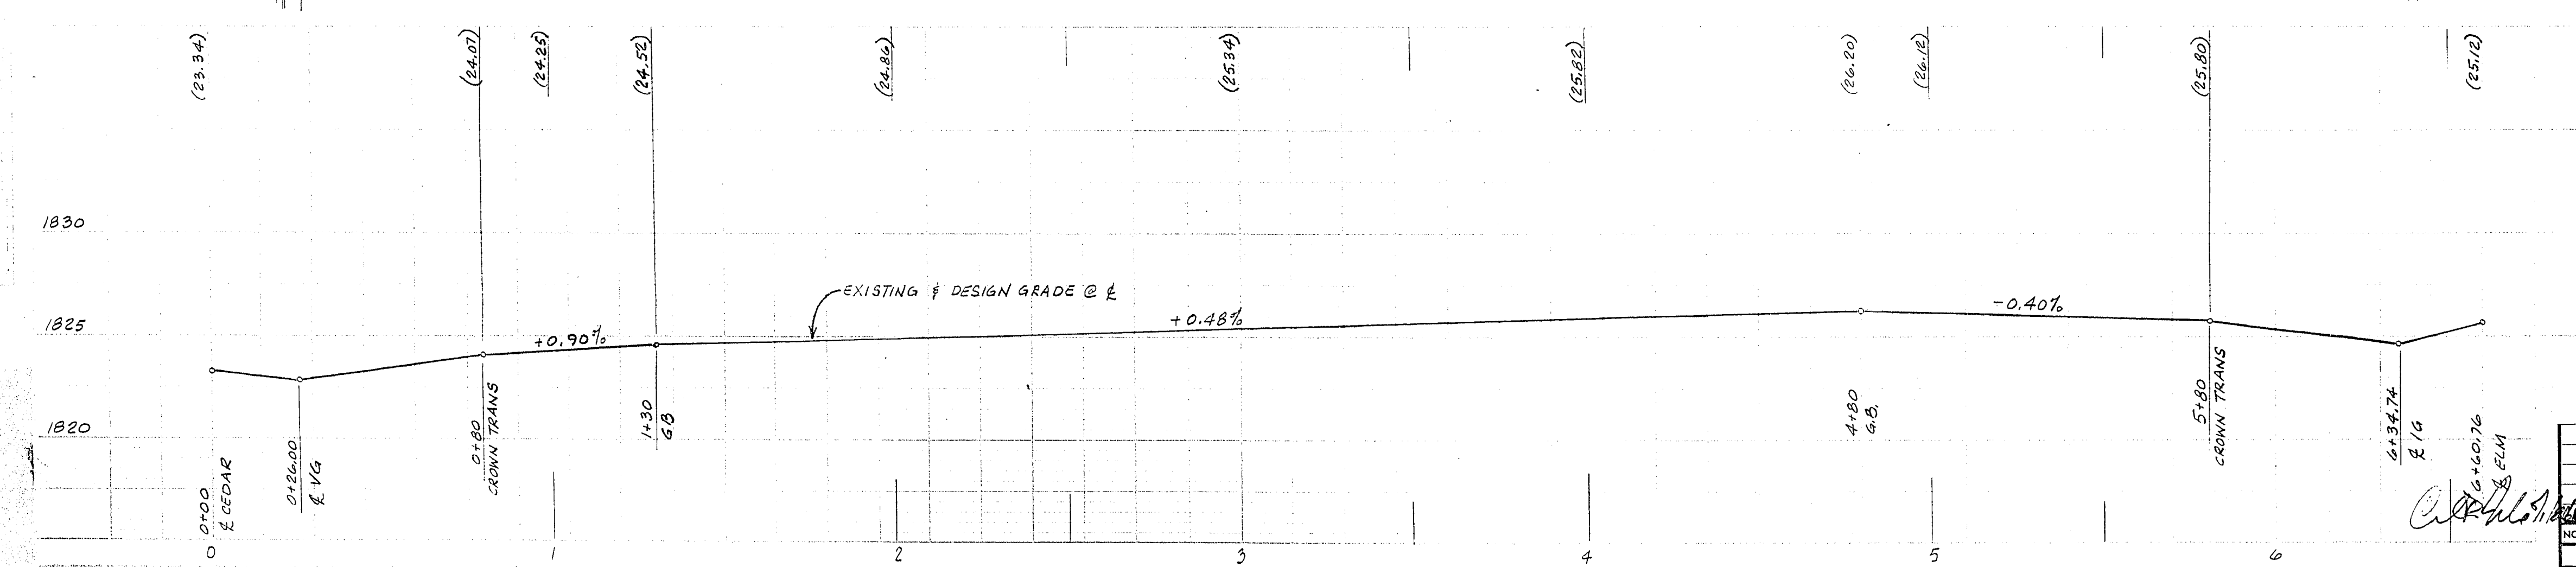 (23.34)
(24.07)
(24.25)
(24.52)
(24.86)
(25.34)
(25.82)
(26.20)
(26.12)
(25.80)
(25.12)
1830
EXISTING & DESIGN GRADE @ ℄
1825
+0.90%
+0.48%
-0.40%
1820
0+00
℄ CEDAR
0+26.00
℄ VG
0+80
CROWN TRANS
1+30
GB
4+80
G.B.
5+80
CROWN TRANS
6+34.74
℄ IG
6+60.76
℄ ELM
NO
0 1 2 3 4 5 6